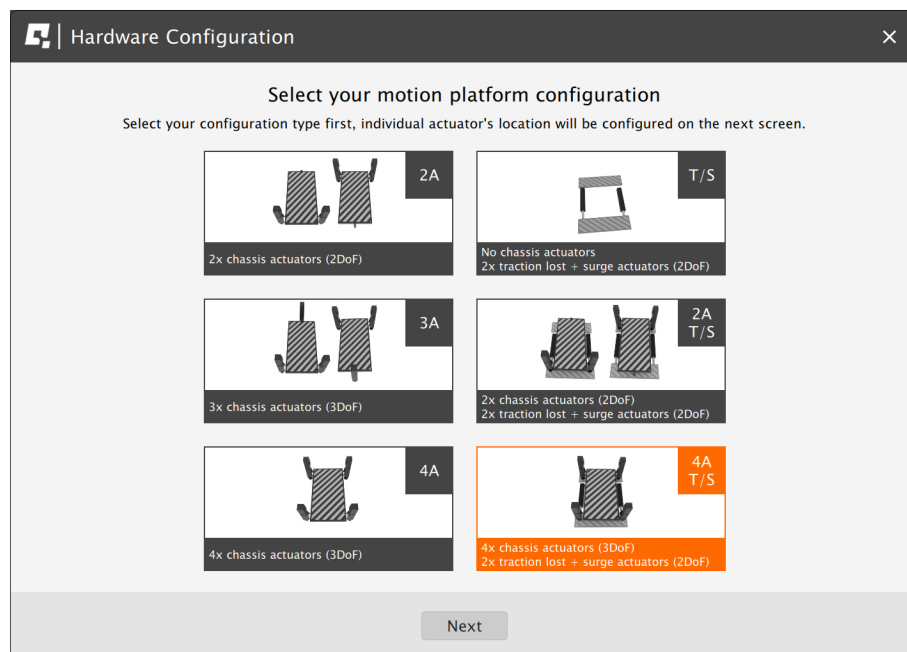 Hardware Configuration
Select your motion platform configuration
Select your configuration type first, individual actuator's location will be configured on the next screen.
2A
2x chassis actuators (2DoF)
T/S
No chassis actuators
2x traction lost + surge actuators (2DoF)
3A
3x chassis actuators (3DoF)
2A
T/S
2x chassis actuators (2DoF)
2x traction lost + surge actuators (2DoF)
4A
4x chassis actuators (3DoF)
4A
T/S
4x chassis actuators (3DoF)
2x traction lost + surge actuators (2DoF)
Next